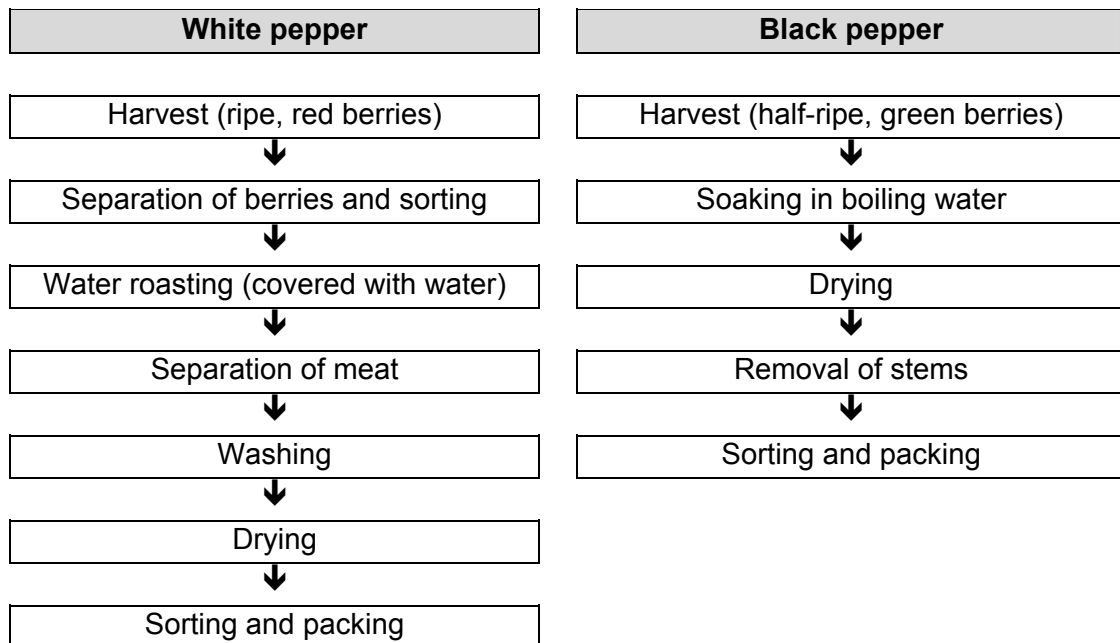 White pepper
Harvest (ripe, red berries)
Separation of berries and sorting
Water roasting (covered with water)
Separation of meat
Washing
Drying
Sorting and packing
Black pepper
Harvest (half-ripe, green berries)
Soaking in boiling water
Drying
Removal of stems
Sorting and packing